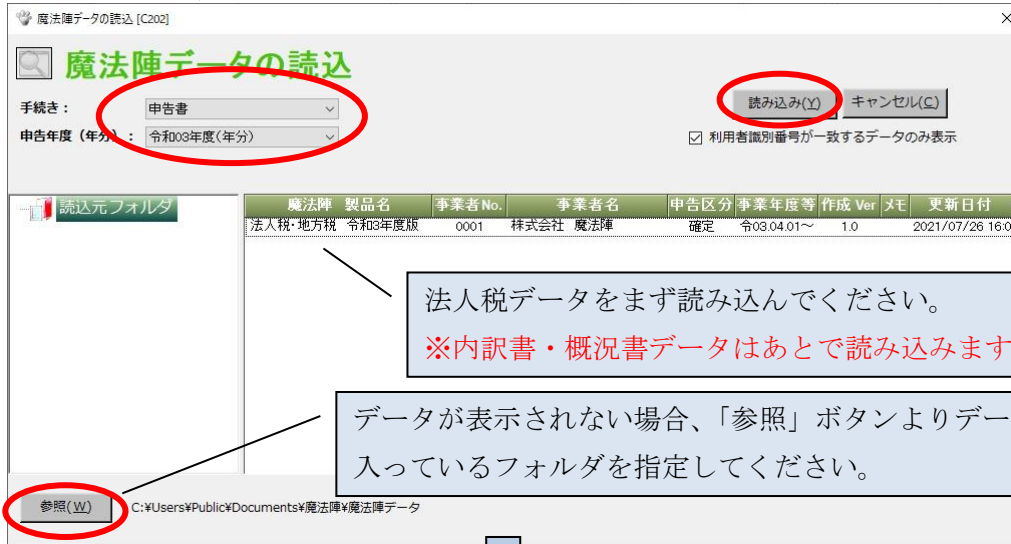 魔法陣データの読込 [C202]
魔法陣データの読込
手続き： 申告書
読み込み(Y) キャンセル(C)
申告年度（年分）： 令和03年度(年分)
利用者識別番号が一致するデータのみ表示
読込元フォルダ
魔法陣 製品名 事業者No. 事業者名 申告区分 事業年度等 作成 Ver メモ 更新日付
法人税・地方税 令和3年度版 0001 株式会社 魔法陣 確定 令03.04.01～ 1.0 2021/07/26 16:0
法人税データをまず読み込んでください。
※内訳書・概況書データはあとで読み込みます
データが表示されない場合、「参照」ボタンよりデー
入っているフォルダを指定してください。
参照(W) C:¥Users¥Public¥Documents¥魔法陣¥魔法陣データ